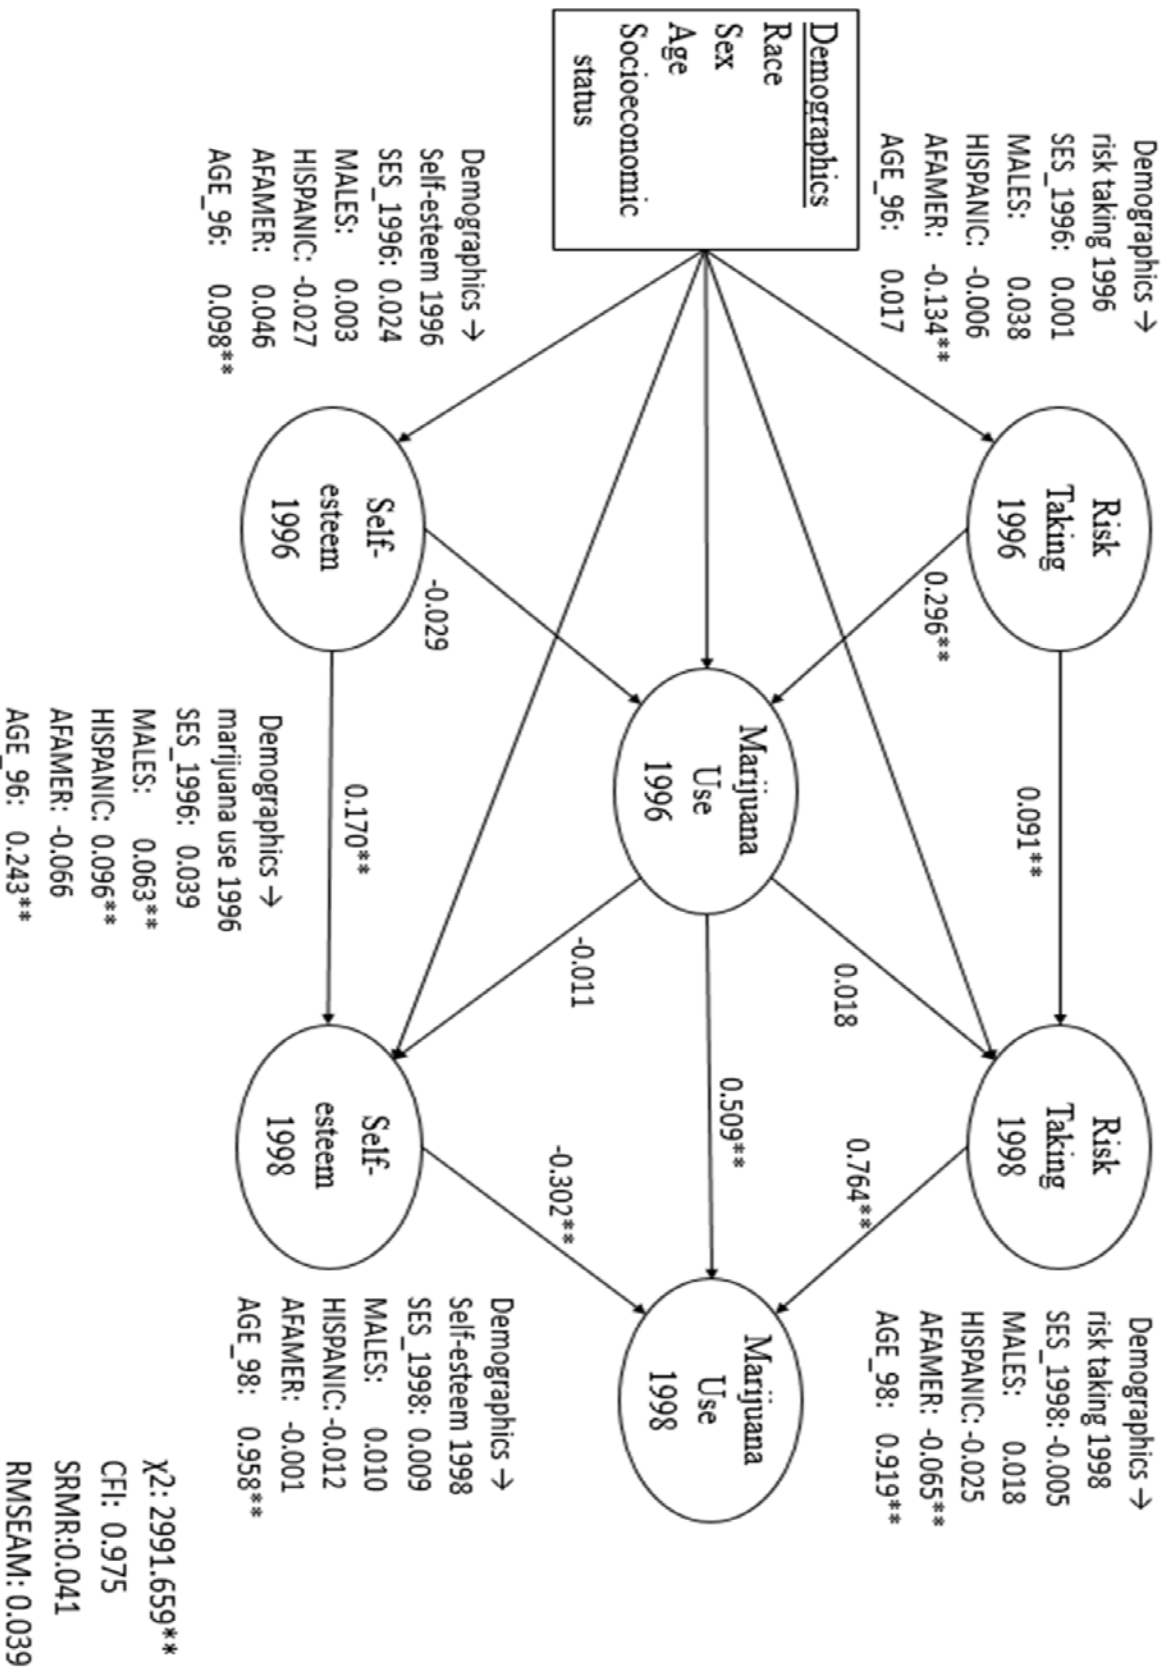 Demographics →
risk taking 1996
SES_1996: 0.001
MALES: 0.038
HISPANIC: -0.006
AFAMER: -0.134**
AGE_96: 0.017
Demographics
Race
Sex
Age
Socioeconomic
status
Demographics →
Self-esteem 1996
SES_1996: 0.024
MALES: 0.003
HISPANIC: -0.027
AFAMER: 0.046
AGE_96: 0.098**
Risk
Taking
1996
0.296**
Self-
esteem
1996
-0.029
0.091**
Marijuana
Use
1996
0.170**
Demographics →
marijuana use 1996
SES_1996: 0.039
MALES: 0.063**
HISPANIC: 0.096**
AFAMER: -0.066
AGE_96: 0.243**
0.018
-0.011
0.509**
Risk
Taking
1998
0.764**
Self-
esteem
1998
-0.302**
Marijuana
Use
1998
Demographics →
risk taking 1998
SES_1998: -0.005
MALES: 0.018
HISPANIC: -0.025
AFAMER: -0.065**
AGE_98: 0.919**
Demographics →
Self-esteem 1998
SES_1998: 0.009
MALES: 0.010
HISPANIC: -0.012
AFAMER: -0.001
AGE_98: 0.958**
χ2: 2991.659**
CFI: 0.975
SRMR:0.041
RMSEAM: 0.039